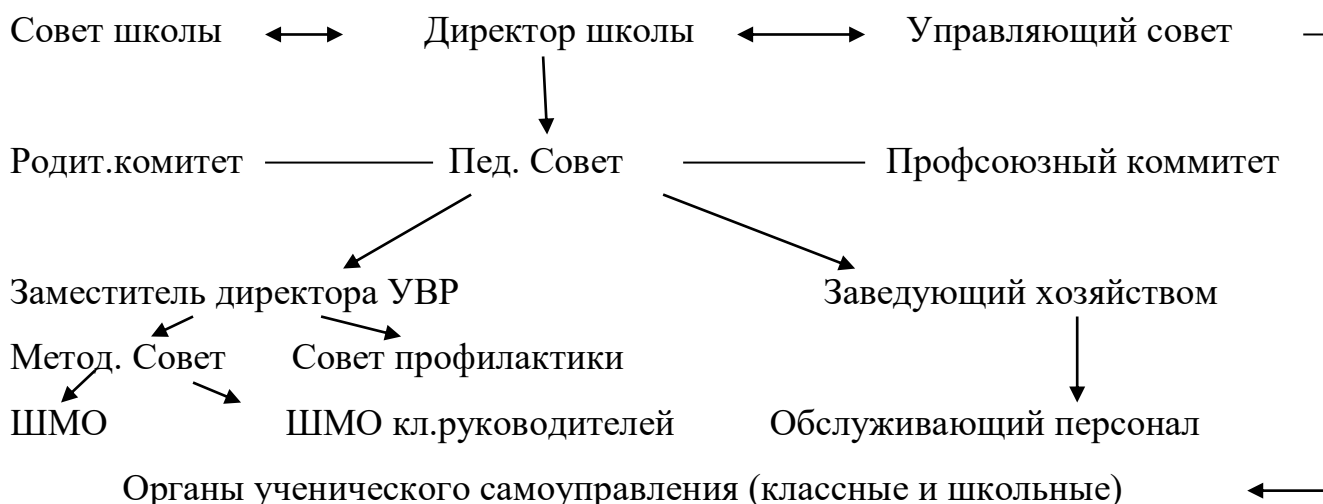 Совет школы Директор школы Управляющий совет
Родит.комитет Пед. Совет Профсоюзный коммитет
Заместитель директора УВР Заведующий хозяйством
Метод. Совет Совет профилактики
ШМО ШМО кл.руководителей Обслуживающий персонал
Органы ученического самоуправления (классные и школьные)